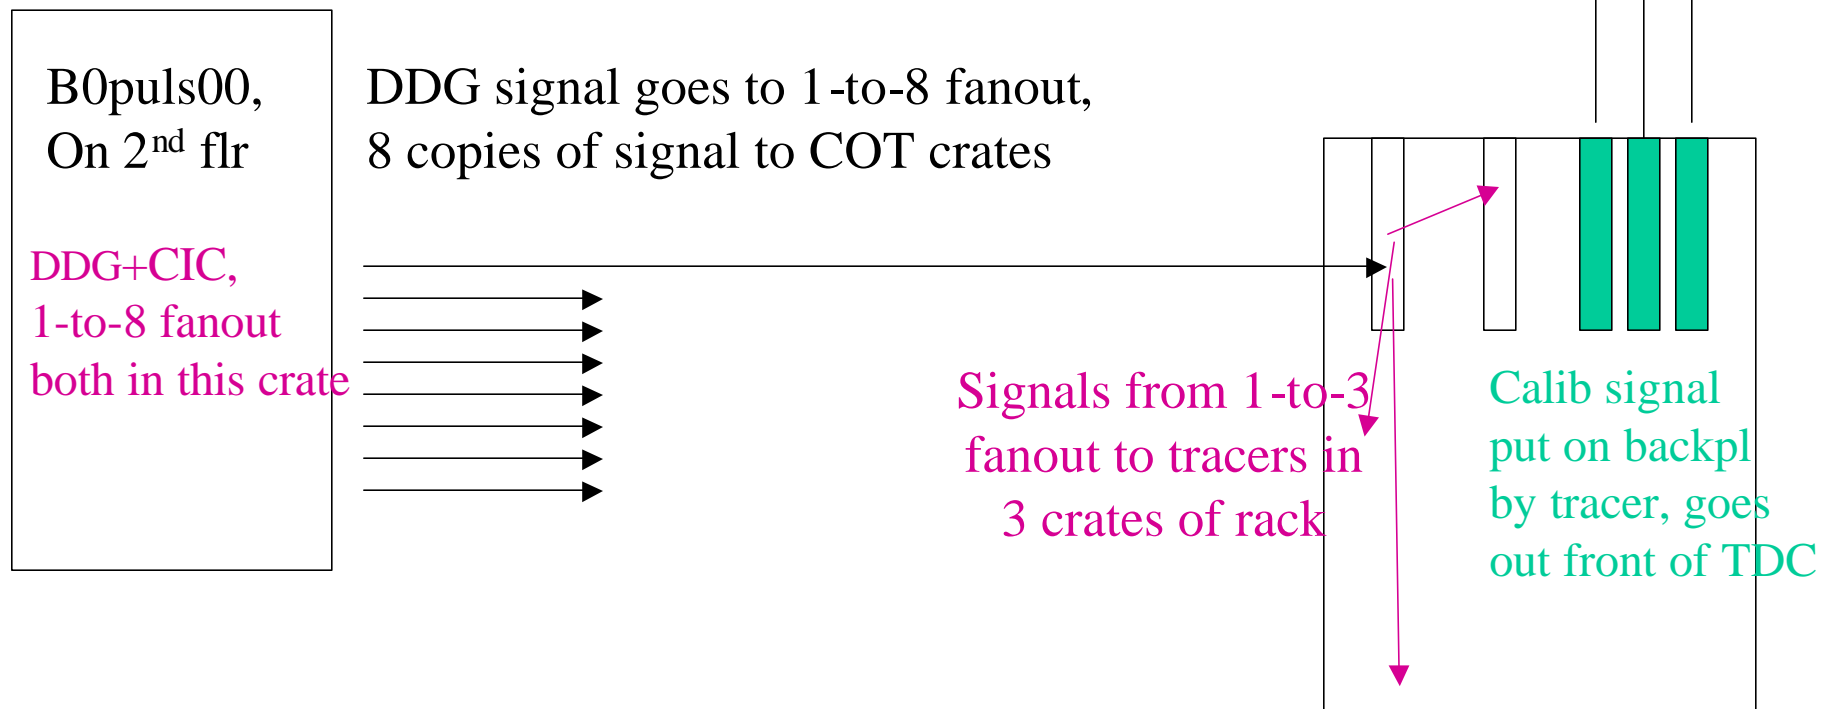 B0puls00,
On 2nd flr
DDG+CIC,
1-to-8 fanout
both in this crate
DDG signal goes to 1-to-8 fanout,
8 copies of signal to COT crates
Signals from 1-to-3
fanout to tracers in
3 crates of rack
Calib signal
put on backpl
by tracer, goes
out front of TDC